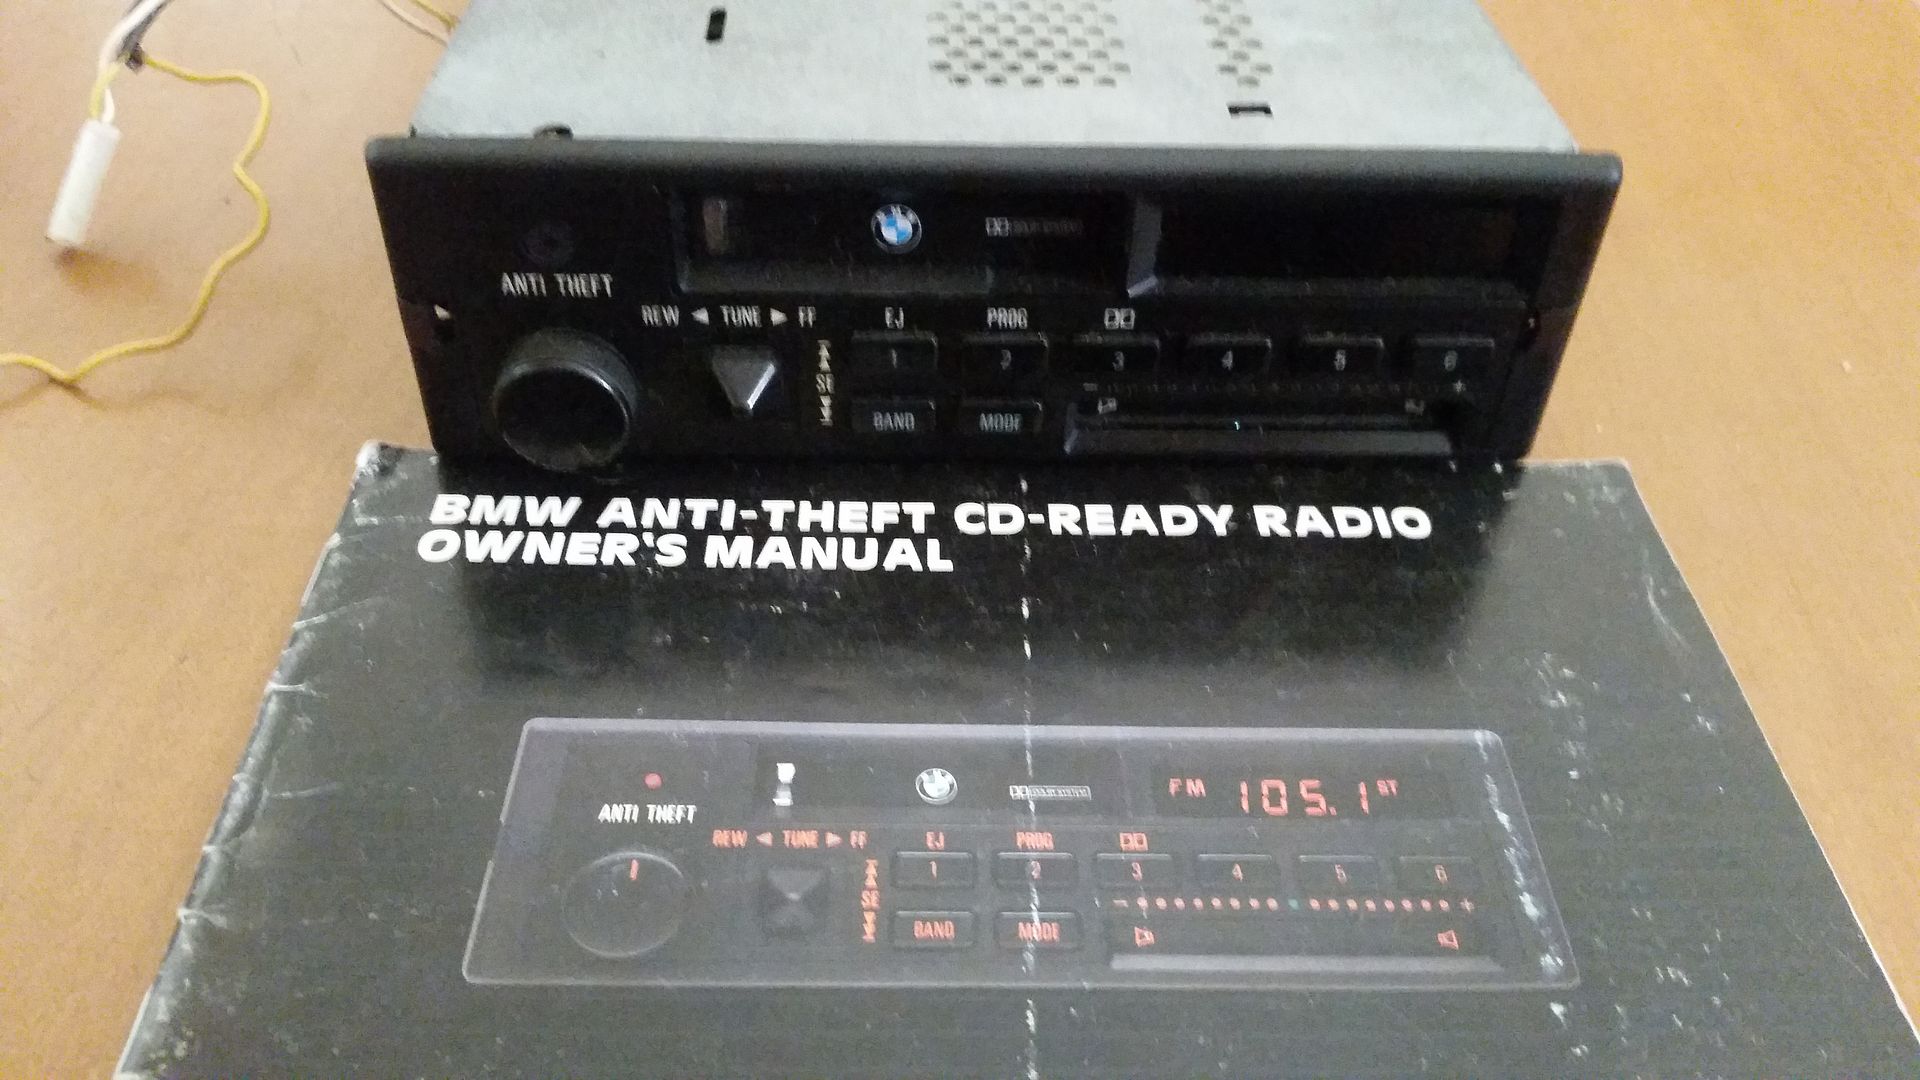 ANTI THEFT
REW ◀ TUNE ▶ FF
EJ
PROG
1
2
3
4
5
6
SE
- +
BAND
MODE
BMW ANTI-THEFT CD-READY RADIO
OWNER'S MANUAL
FM 105.1 ST
ANTI THEFT
REW ◀ TUNE ▶ FF
EJ
PROG
1
2
3
4
5
6
SE
- +
BAND
MODE